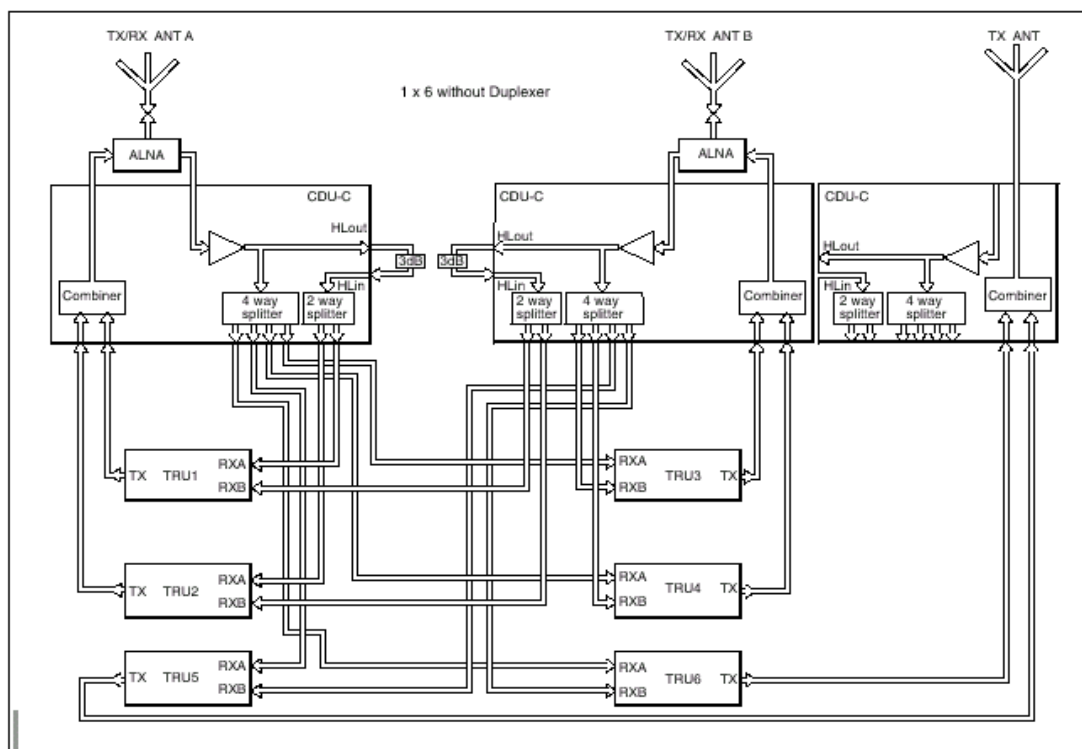 TX/RX ANT A
TX/RX ANT B
TX ANT
1 x 6 without Duplexer
ALNA
ALNA
CDU-C
CDU-C
CDU-C
HLout
HLout
HLout
3dB
3dB
HLin
HLin
HLin
Combiner
4 way
splitter
2 way
splitter
2 way
splitter
4 way
splitter
Combiner
2 way
splitter
4 way
splitter
Combiner
TX TRU1 RXA
RXB
RXA TRU3 TX
RXB
TX TRU2 RXA
RXB
RXA TRU4 TX
RXB
TX TRU5 RXA
RXB
RXA TRU6 TX
RXB